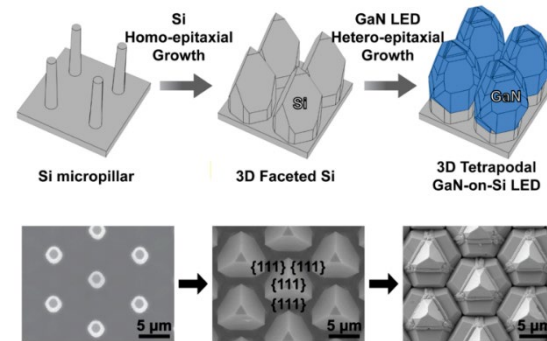 Si
Homo-epitaxial
Growth
GaN LED
Hetero-epitaxial
Growth
Si
GaN
Si micropillar
3D Faceted Si
3D Tetrapodal
GaN-on-Si LED
{111} {111}
{111}
{111}
5 μm
5 μm
5 μm